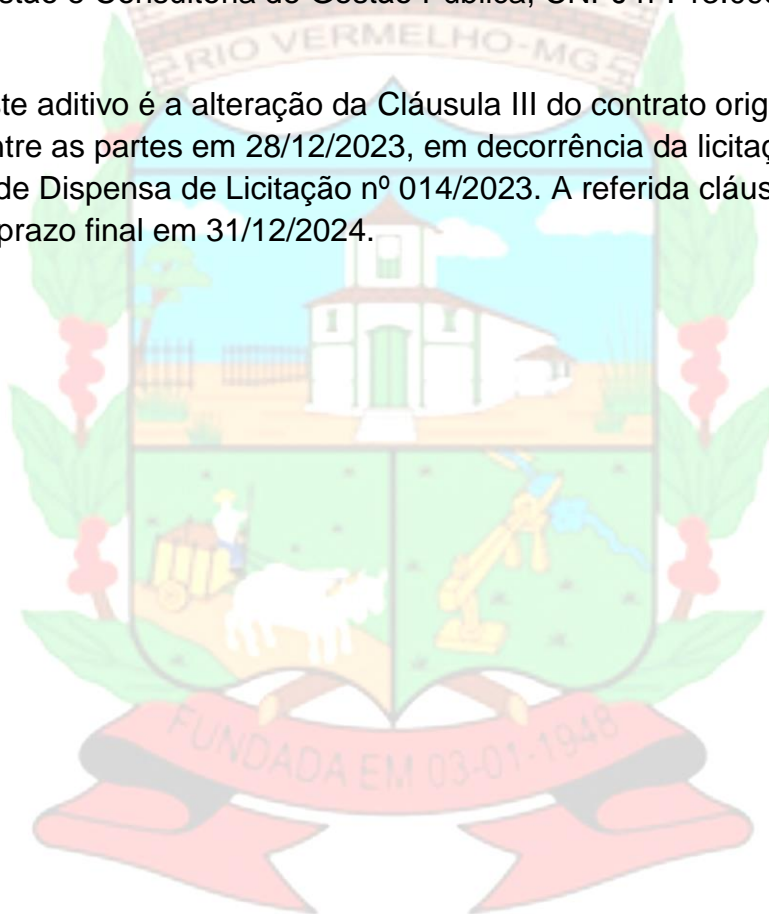 RIO VERMELHO-MG
ste aditivo é a alteração da Cláusula III do contrato orig
ntre as partes em 28/12/2023, em decorrência da licitaç
de Dispensa de Licitação nº 014/2023. A referida cláus
prazo final em 31/12/2024.
FUNDADA EM 03-01-1948